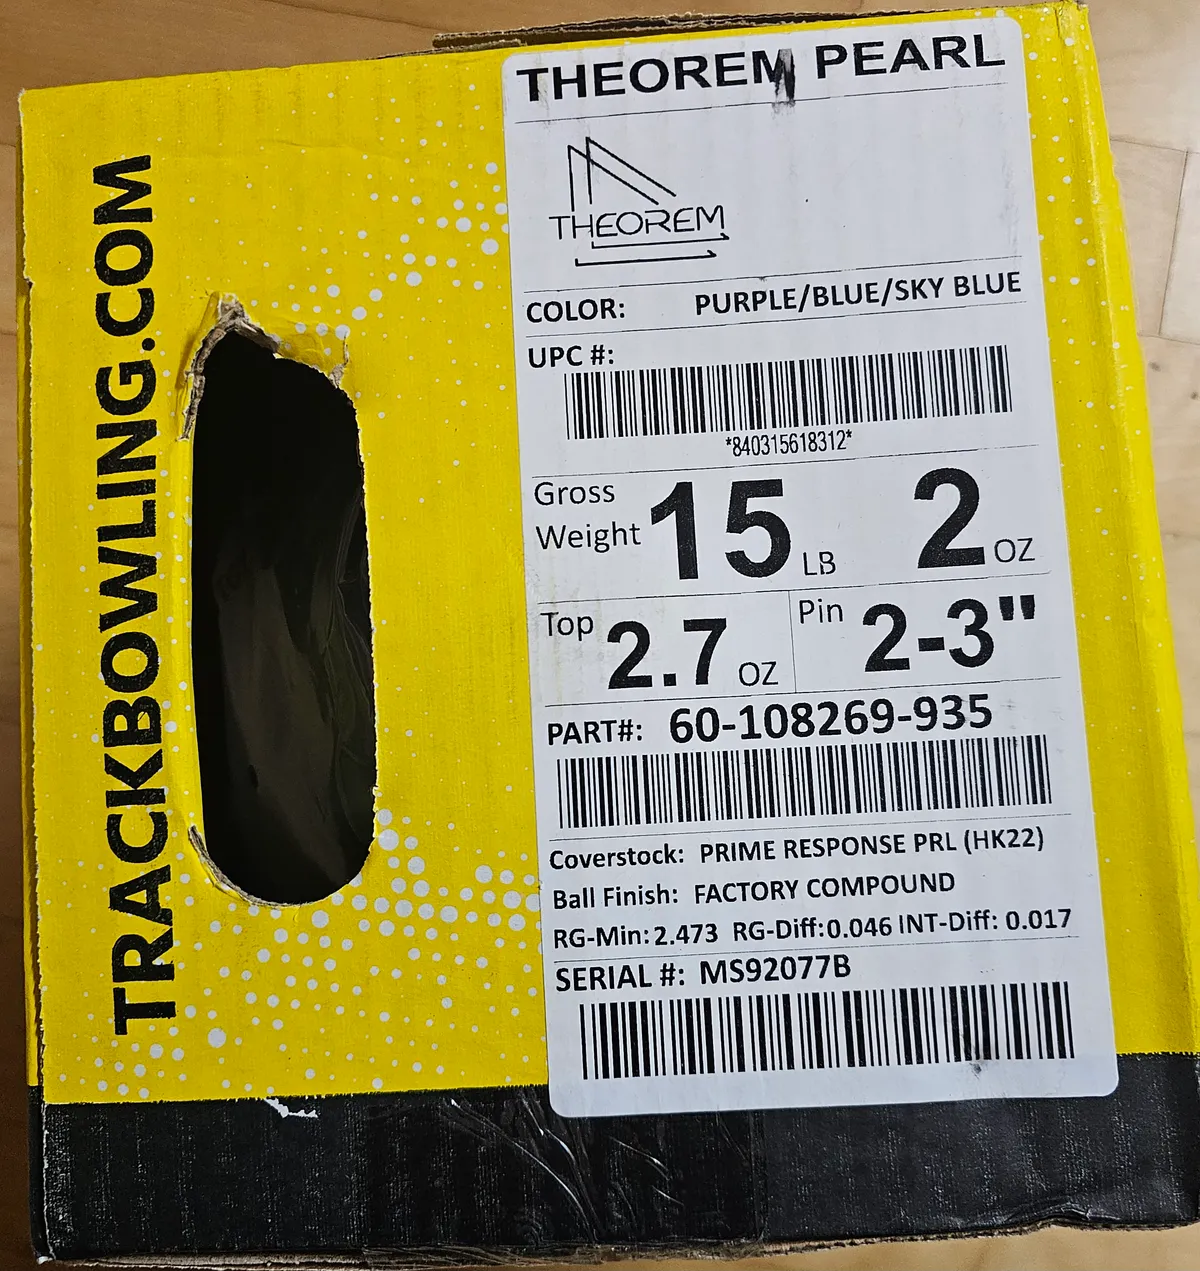 TRACKBOWLING.COM
THEOREM PEARL
THEOREM
COLOR: PURPLE/BLUE/SKY BLUE
UPC #:
*840315618312*
Gross Weight 15 LB 2 OZ
Top 2.7 OZ Pin 2-3"
PART#: 60-108269-935
Coverstock: PRIME RESPONSE PRL (HK22)
Ball Finish: FACTORY COMPOUND
RG-Min: 2.473 RG-Diff:0.046 INT-Diff: 0.017
SERIAL #: MS92077B